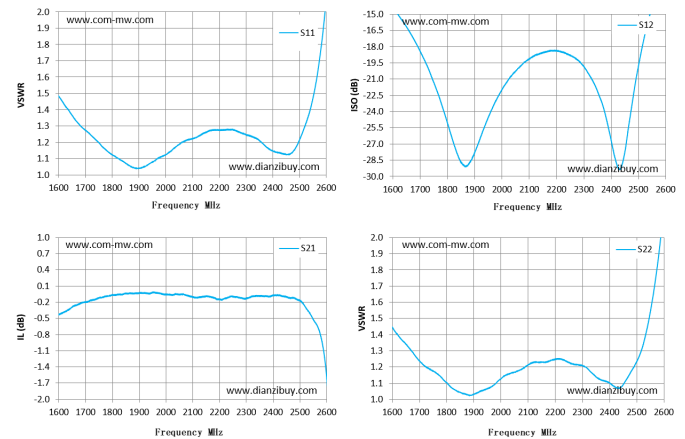 2.0
1.9
1.8
1.7
1.6
1.5
1.4
1.3
1.2
1.1
1.0
VSWR
www.com-mw.com
S11
www.dianzibuy.com
1600 1700 1800 1900 2000 2100 2200 2300 2400 2500 2600
Frequency MHz
-15.0
-16.5
-18.0
-19.5
-21.0
-22.5
-24.0
-25.5
-27.0
-28.5
-30.0
ISO (dB)
www.com-mw.com
S12
www.dianzibuy.com
1600 1700 1800 1900 2000 2100 2200 2300 2400 2500 2600
Frequency MHz
1.0
0.7
0.4
0.1
-0.2
-0.5
-0.8
-1.1
-1.4
-1.7
-2.0
IL (dB)
www.com-mw.com
S21
www.dianzibuy.com
1600 1700 1800 1900 2000 2100 2200 2300 2400 2500 2600
Frequency MHz
2.0
1.9
1.8
1.7
1.6
1.5
1.4
1.3
1.2
1.1
1.0
VSWR
www.com-mw.com
S22
www.dianzibuy.com
1600 1700 1800 1900 2000 2100 2200 2300 2400 2500 2600
Frequency MHz